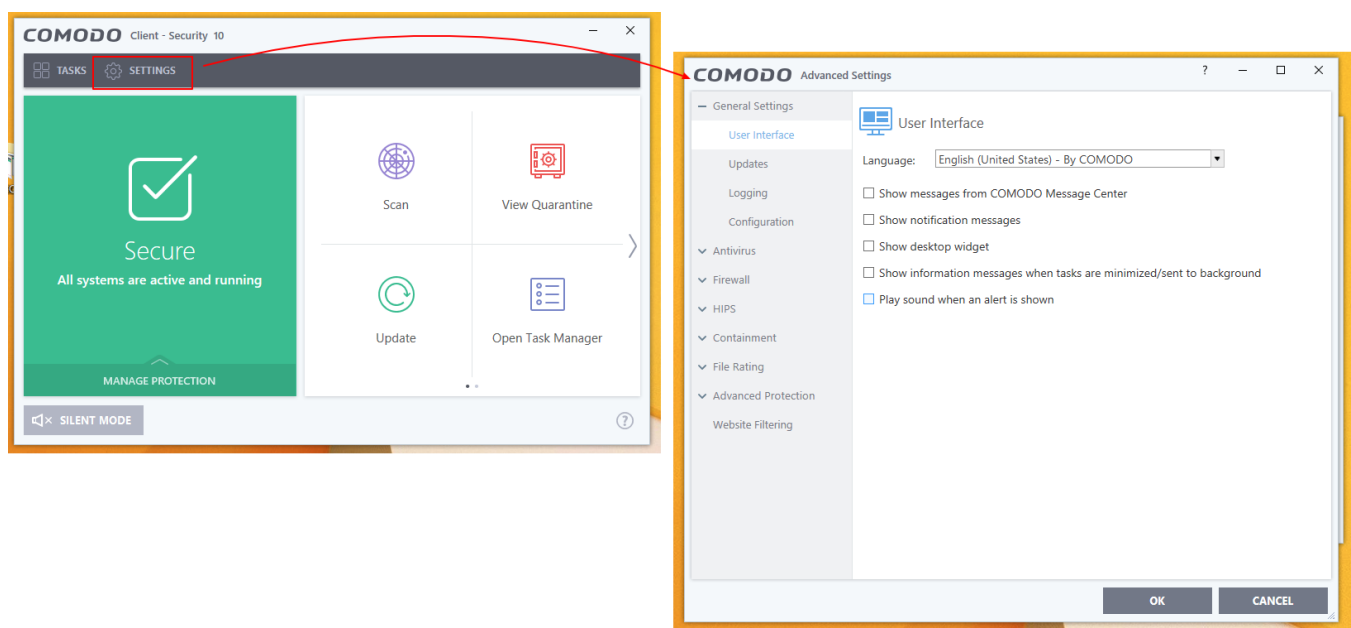 COMODO Client - Security 10
TASKS SETTINGS
Secure
All systems are active and running
MANAGE PROTECTION
Scan
View Quarantine
Update
Open Task Manager
SILENT MODE
?
COMODO Advanced Settings
?
General Settings
User Interface
Updates
Logging
Configuration
Antivirus
Firewall
HIPS
Containment
File Rating
Advanced Protection
Website Filtering
User Interface
Language: English (United States) - By COMODO
Show messages from COMODO Message Center
Show notification messages
Show desktop widget
Show information messages when tasks are minimized/sent to background
Play sound when an alert is shown
OK CANCEL